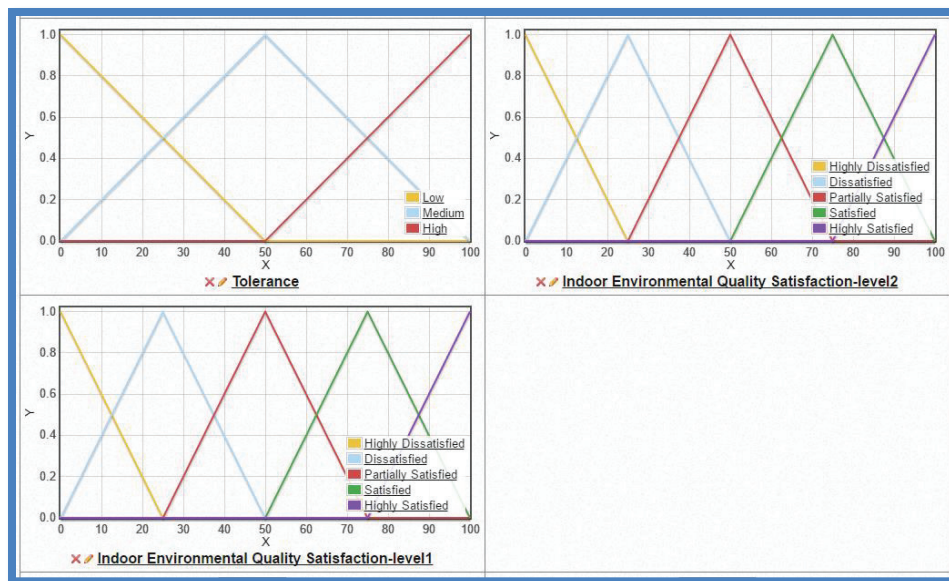 1.0
0.8
0.6
0.4
0.2
0.0
Y
0 10 20 30 40 50 60 70 80 90 100
X
Low
Medium
High
Tolerance
1.0
0.8
0.6
0.4
0.2
0.0
Y
0 10 20 30 40 50 60 70 80 90 100
X
Highly Dissatisfied
Dissatisfied
Partially Satisfied
Satisfied
Highly Satisfied
Indoor Environmental Quality Satisfaction-level2
1.0
0.8
0.6
0.4
0.2
0.0
Y
0 10 20 30 40 50 60 70 80 90 100
X
Highly Dissatisfied
Dissatisfied
Partially Satisfied
Satisfied
Highly Satisfied
Indoor Environmental Quality Satisfaction-level1